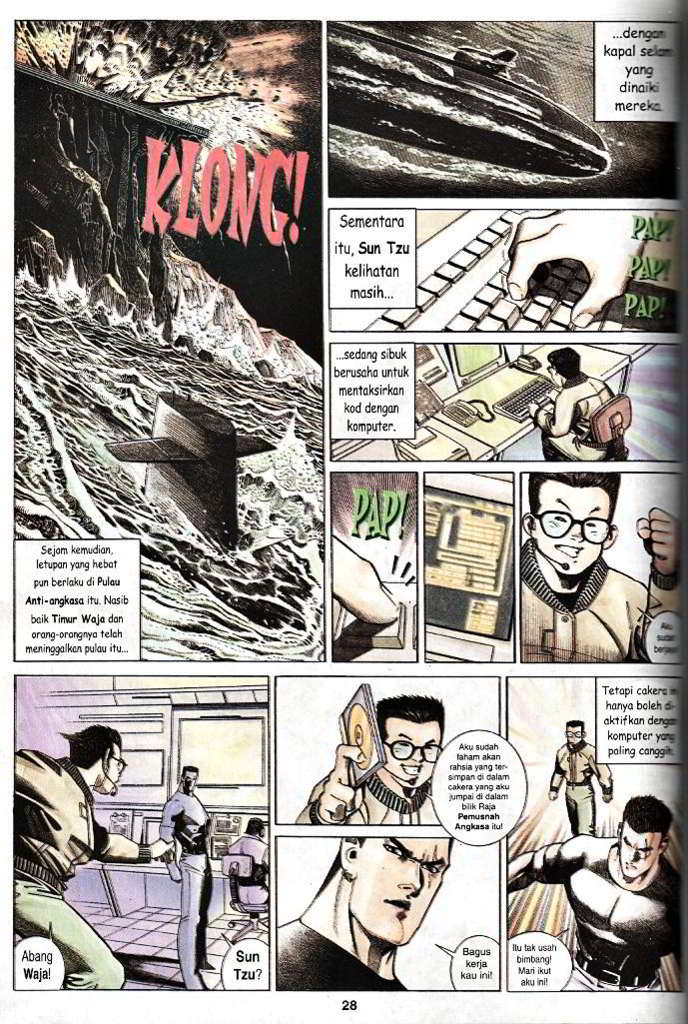 KLONG!
Sejam kemudian,
letupan yang hebat
pun berlaku di Pulau
Anti-angkasa itu. Nasib
baik Timur Waja dan
orang-orangnya telah
meninggalkan pulau itu...
...dengan
kapal selam
yang
dinaiki
mereka.
Sementara
itu, Sun Tzu
kelihatan
masih...
PAP!
PAP!
PAP!
...sedang sibuk
berusaha untuk
mentaksirkan
kod dengan
komputer.
PAP!
Aku
sudah
Abang
Waja!
Sun
Tzu?
Aku sudah
faham akan
rahsia yang ter-
simpan di dalam
cakera yang aku
jumpai di dalam
bilik Raja
Pemusnah
Angkasa itu!
Bagus
kerja
kau ini!
Tetapi cakera
hanya boleh di-
aktifkan dengan
komputer yang
paling canggih.
Itu tak usah
bimbang!
Mari ikut
aku ini!
28